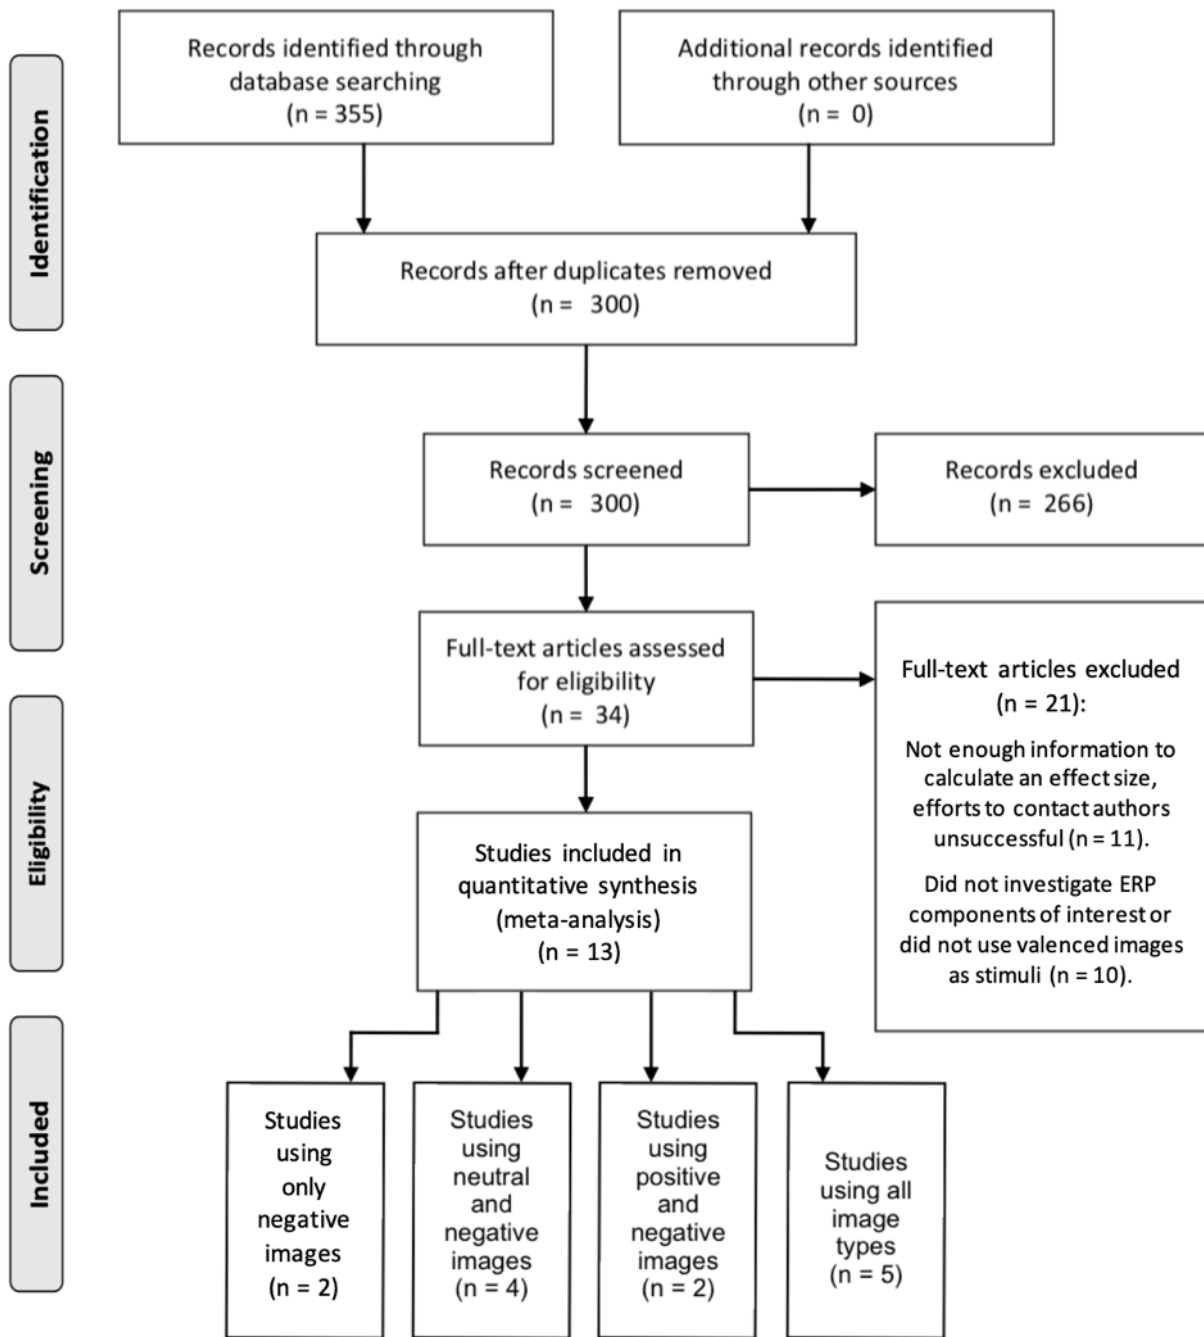 Identification
Records identified through
database searching
(n = 355)
Additional records identified
through other sources
(n = 0)
Records after duplicates removed
(n = 300)
Screening
Records screened
(n = 300)
Records excluded
(n = 266)
Eligibility
Full-text articles assessed
for eligibility
(n = 34)
Full-text articles excluded
(n = 21):
Not enough information to
calculate an effect size,
efforts to contact authors
unsuccessful (n = 11).
Did not investigate ERP
components of interest or
did not use valenced images
as stimuli (n = 10).
Studies included in
quantitative synthesis
(meta-analysis)
(n = 13)
Included
Studies
using
only
negative
images
(n = 2)
Studies
using
neutral
and
negative
images
(n = 4)
Studies
using
positive
and
negative
images
(n = 2)
Studies
using all
image
types
(n = 5)